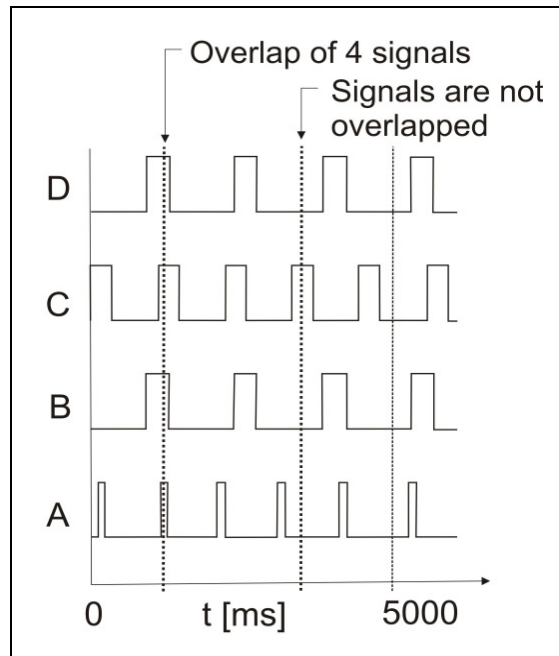 Overlap of 4 signals
Signals are not
overlapped
D
C
B
A
0 t [ms] 5000